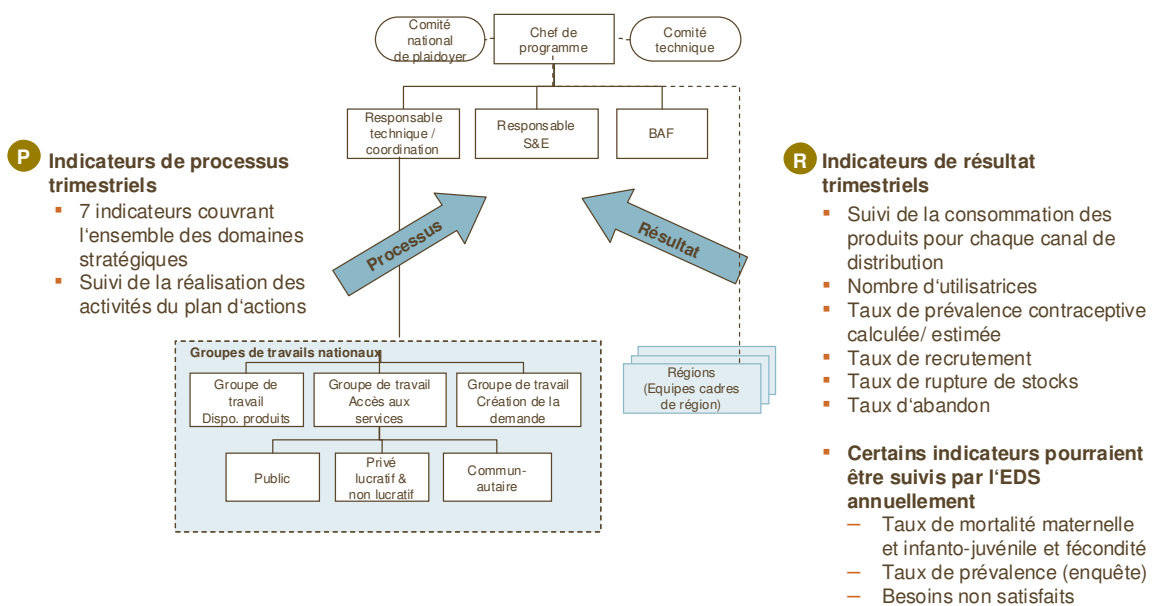 Comité
national
de plaidoyer
Chef de
programme
Comité
technique
Responsable
technique /
coordination
Responsable
S&E
BAF
P
Indicateurs de processus
trimestriels
▪ 7 indicateurs couvrant
l‘ensemble des domaines
stratégiques
▪ Suivi de la réalisation des
activités du plan d‘actions
Processus
Résultat
R
Indicateurs de résultat
trimestriels
▪ Suivi de la consommation des
produits pour chaque canal de
distribution
▪ Nombre d‘utilisatrices
▪ Taux de prévalence contraceptive
calculée/ estimée
▪ Taux de recrutement
▪ Taux de rupture de stocks
▪ Taux d‘abandon
▪ Certains indicateurs pourraient
être suivis par l‘EDS
annuellement
— Taux de mortalité maternelle
et infanto-juvénile et fécondité
— Taux de prévalence (enquête)
— Besoins non satisfaits
Groupes de travails nationaux
Groupe de
travail
Dispo. produits
Groupe de travail
Accès aux
services
Groupe de travail
Création de la
demande
Public
Privé
lucratif &
non lucratif
Commun-
autaire
Régions
(Equipes cadres
de région)